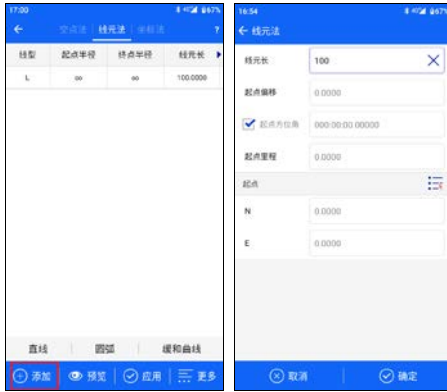 17:00
交点法 线元法 坐标法 ?
线型 起点半径 终点半径 线元长
L ∞ ∞ 100.0000
直线 圆弧 缓和曲线
添加 预览 应用 更多
16:54
线元法
线元长 100
起点偏移 0.0000
起点方位角 000:00:00.00000
起点里程 0.0000
起点
N 0.0000
E 0.0000
取消 确定